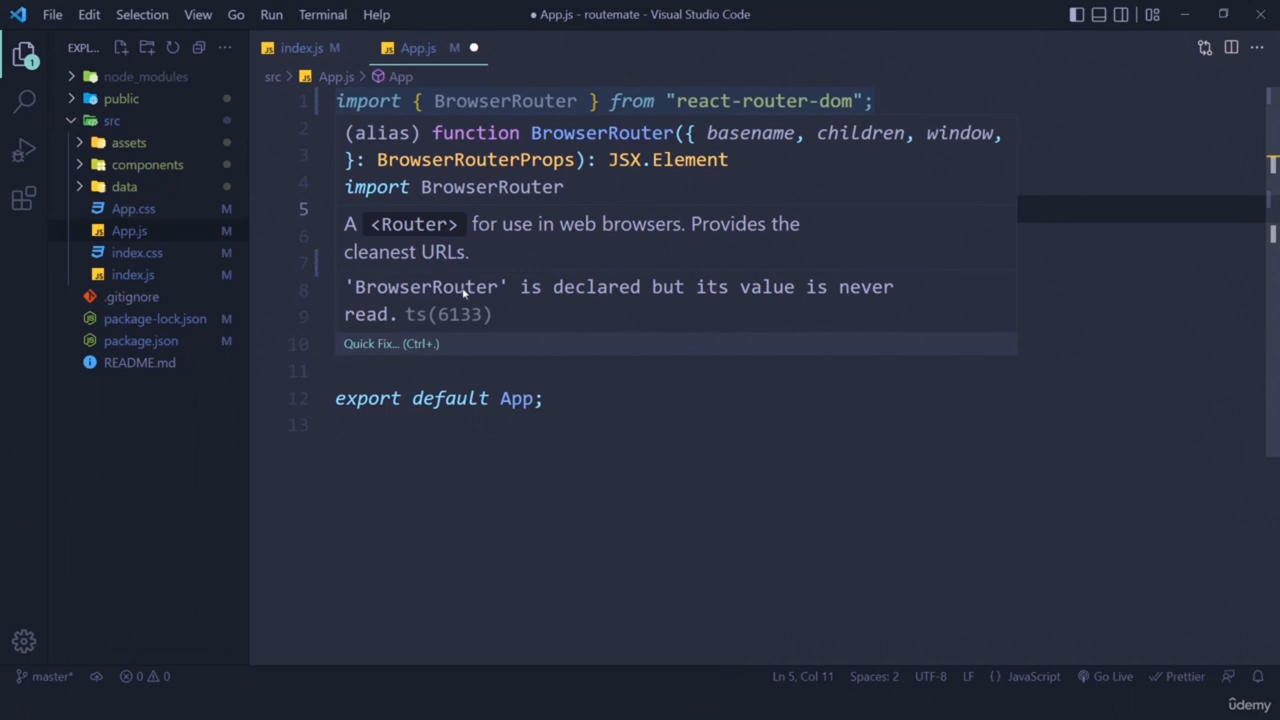 File Edit Selection View Go Run Terminal Help
● App.js - routemate - Visual Studio Code
EXPL...
index.js M
App.js M
src > App.js > App
node_modules
public
src
assets
components
data
App.css M
App.js M
index.css M
index.js M
.gitignore
package-lock.json M
package.json M
README.md
1
1 import { BrowserRouter } from "react-router-dom";
2
3
4
5
6
7
8
9
10
11
12 export default App;
13
(alias) function BrowserRouter({ basename, children, window,
}: BrowserRouterProps): JSX.Element
import BrowserRouter
A <Router> for use in web browsers. Provides the
cleanest URLs.
'BrowserRouter' is declared but its value is never
read. ts(6133)
Quick Fix... (Ctrl+.)
master* 0 0 Ln 5, Col 11 Spaces: 2 UTF-8 LF {} JavaScript Go Live Prettier
ûdemy